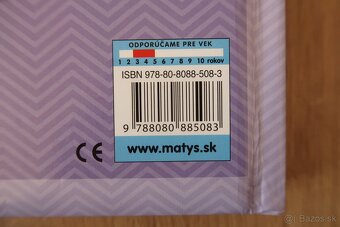 ODPORÚČAME PRE VEK
1 2 3 4 5 6 7 8 9 10 rokov
ISBN 978-80-8088-508-3
9 788080 885083
CE
www.matys.sk
© Bazos.sk